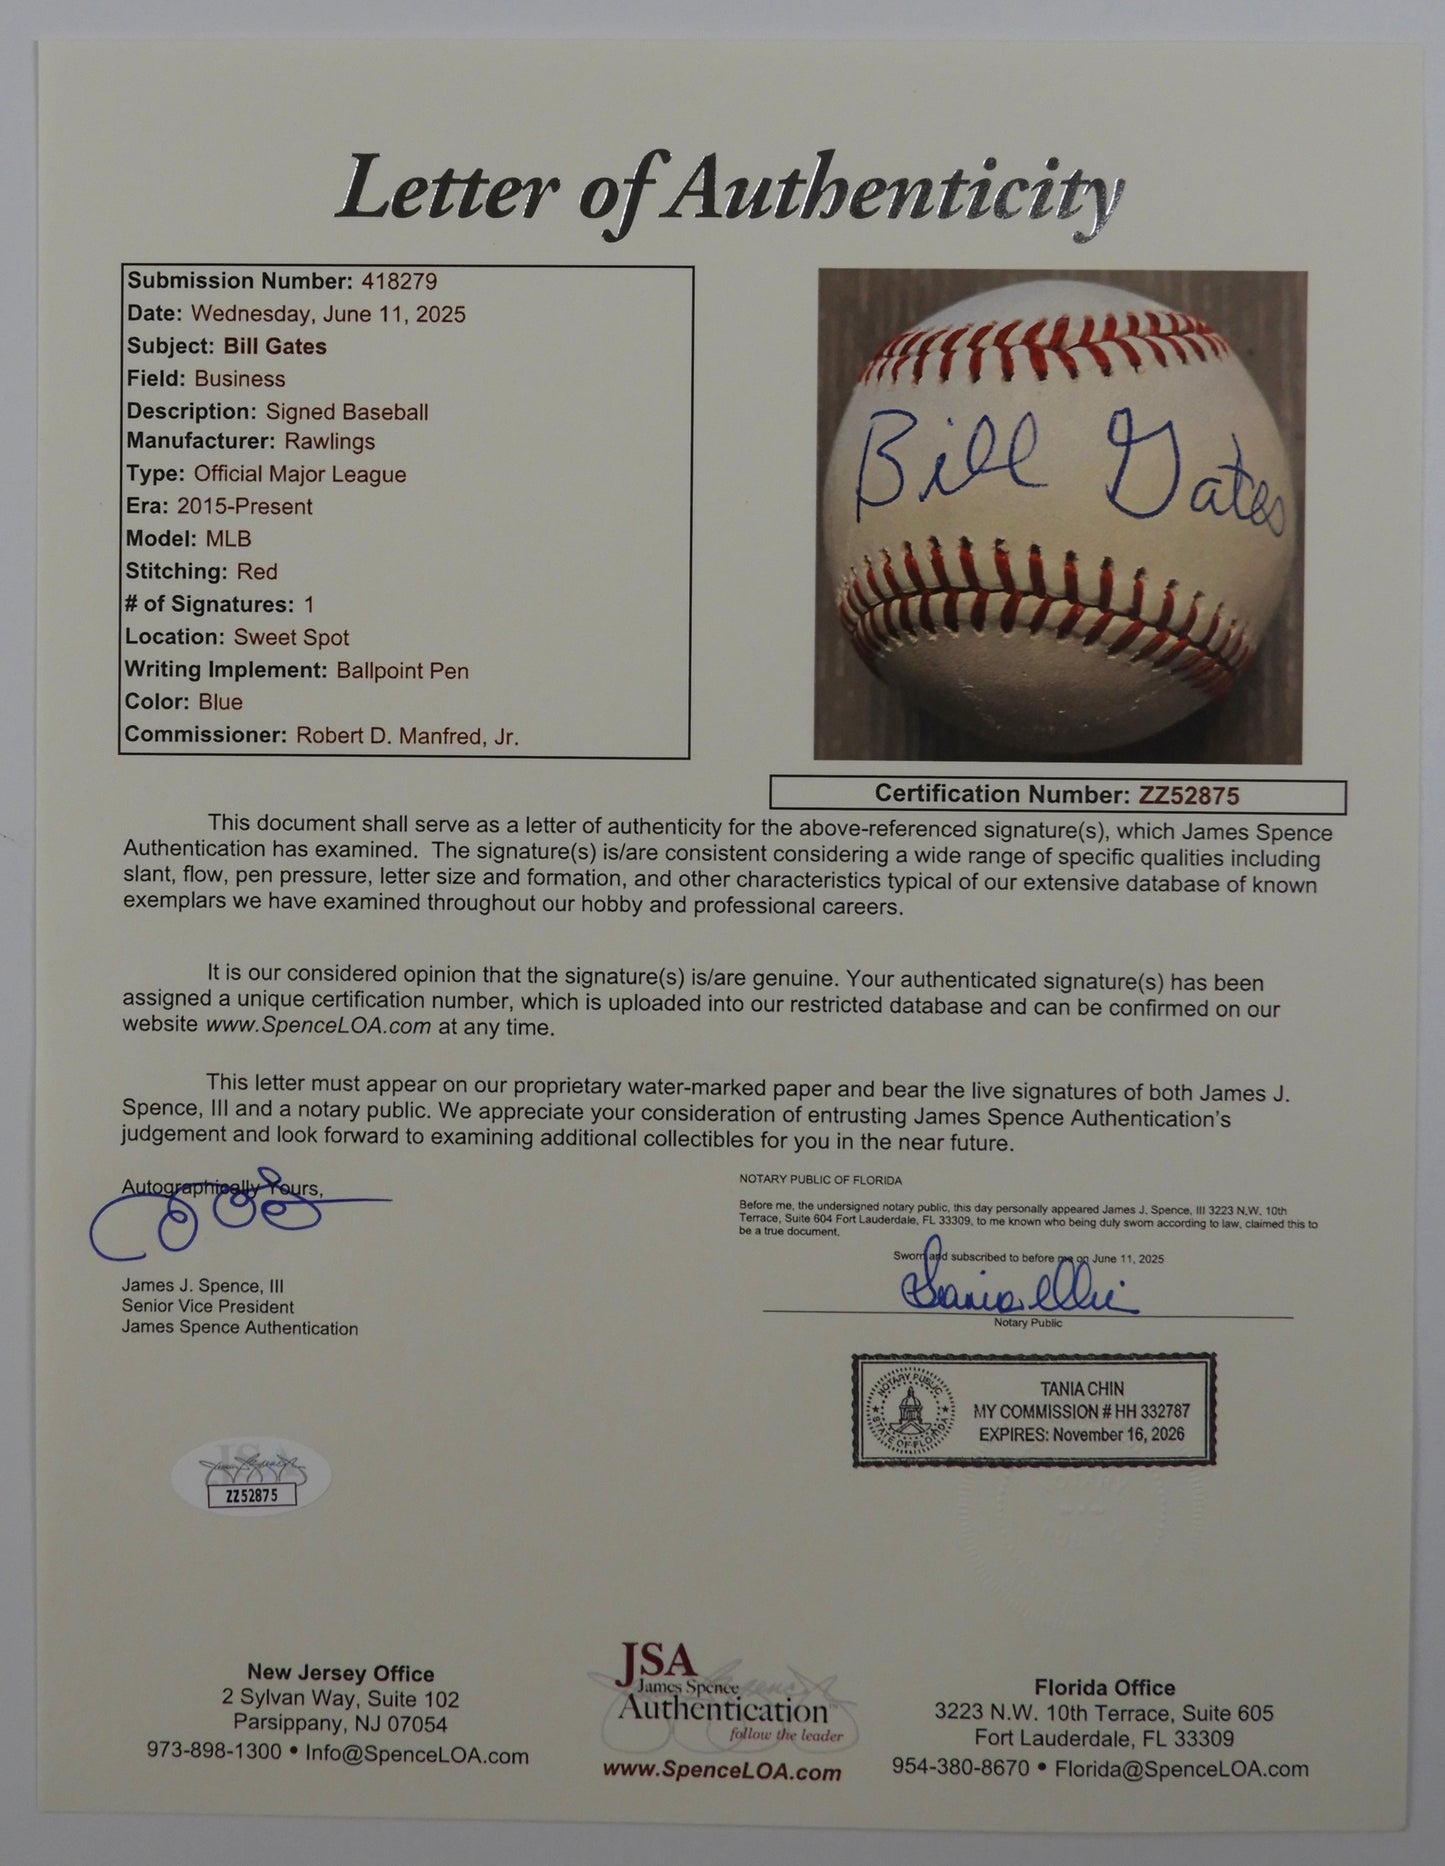 Letter of Authenticity
Submission Number: 418279
Date: Wednesday, June 11, 2025
Subject: Bill Gates
Field: Business
Description: Signed Baseball
Manufacturer: Rawlings
Type: Official Major League
Era: 2015-Present
Model: MLB
Stitching: Red
# of Signatures: 1
Location: Sweet Spot
Writing Implement: Ballpoint Pen
Color: Blue
Commissioner: Robert D. Manfred, Jr.
Bill Gates
Certification Number: ZZ52875
This document shall serve as a letter of authenticity for the above-referenced signature(s), which James Spence
Authentication has examined. The signature(s) is/are consistent considering a wide range of specific qualities including
slant, flow, pen pressure, letter size and formation, and other characteristics typical of our extensive database of known
exemplars we have examined throughout our hobby and professional careers.
It is our considered opinion that the signature(s) is/are genuine. Your authenticated signature(s) has been
assigned a unique certification number, which is uploaded into our restricted database and can be confirmed on our
website www.SpenceLOA.com at any time.
This letter must appear on our proprietary water-marked paper and bear the live signatures of both James J.
Spence, III and a notary public. We appreciate your consideration of entrusting James Spence Authentication's
judgement and look forward to examining additional collectibles for you in the near future.
Autographically Yours,
James J. Spence, III
Senior Vice President
James Spence Authentication
NOTARY PUBLIC OF FLORIDA
Before me, the undersigned notary public, this day personally appeared James J. Spence, III 3223 N.W. 10th
Terrace, Suite 604 Fort Lauderdale, FL 33309, to me known who being duly sworn according to law, claimed this to
be a true document.
Sworn and subscribed to before me on June 11, 2025
Notary Public
NOTARY PUBLIC
STATE OF FLORIDA
TANIA CHIN
MY COMMISSION # HH 332787
EXPIRES: November 16, 2026
JSA
ZZ52875
New Jersey Office
2 Sylvan Way, Suite 102
Parsippany, NJ 07054
973-898-1300 • Info@SpenceLOA.com
JSA
James Spence
Authentication
follow the leader
www.SpenceLOA.com
Florida Office
3223 N.W. 10th Terrace, Suite 605
Fort Lauderdale, FL 33309
954-380-8670 • Florida@SpenceLOA.com